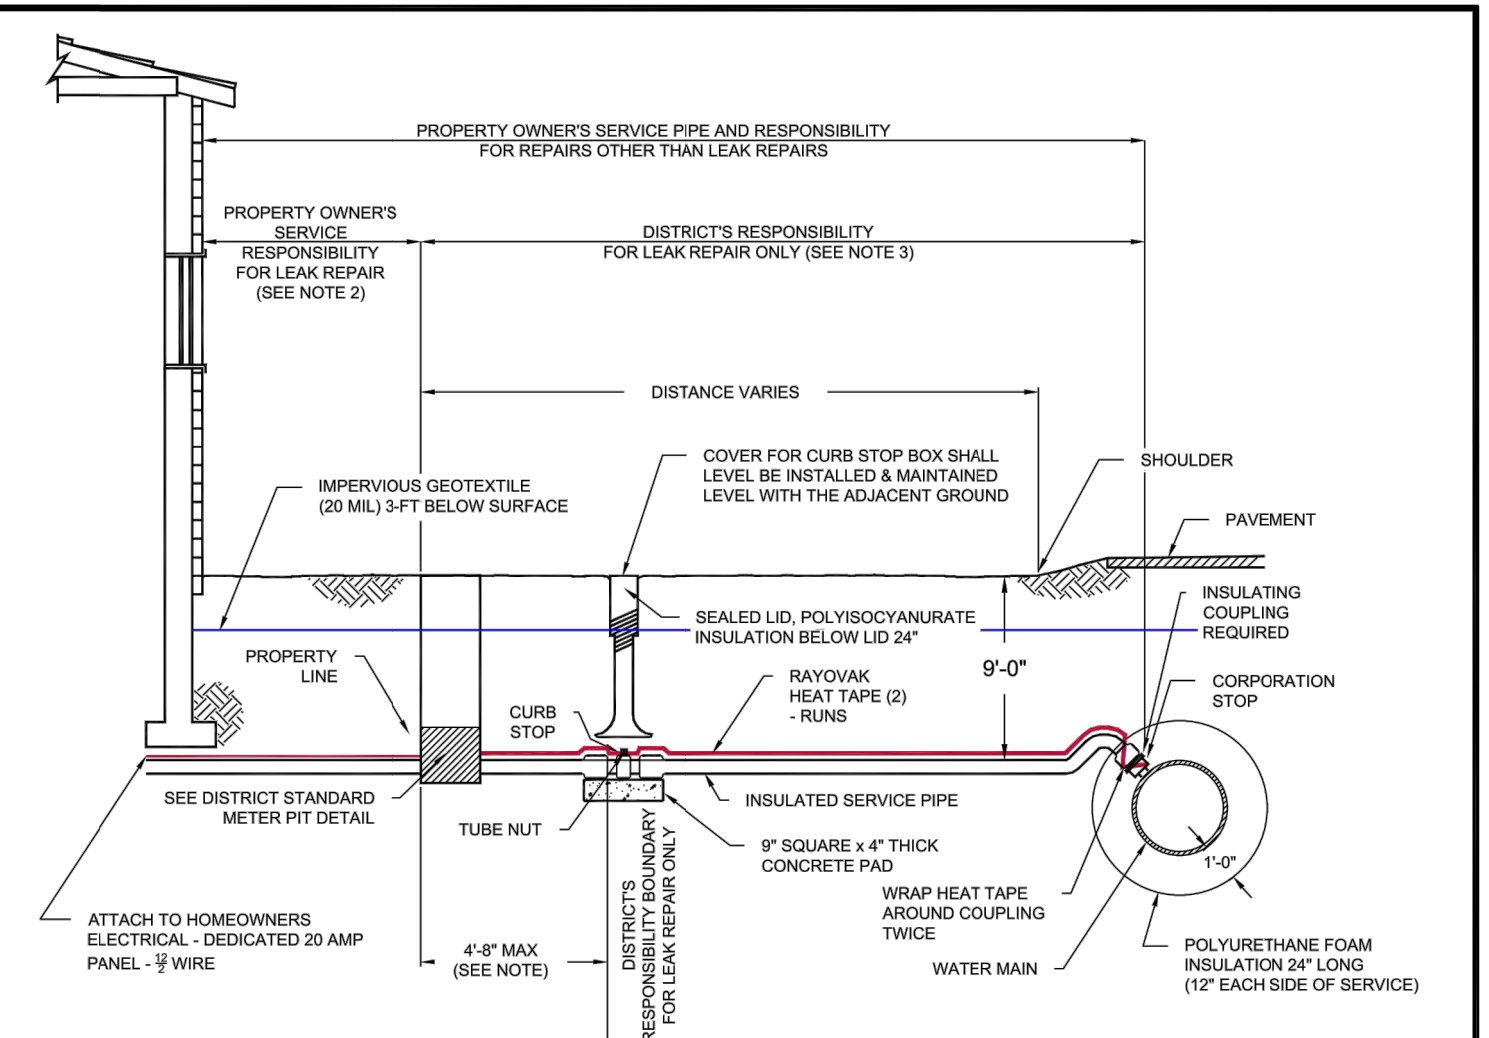 PROPERTY OWNER'S SERVICE PIPE AND RESPONSIBILITY
FOR REPAIRS OTHER THAN LEAK REPAIRS
PROPERTY OWNER'S
SERVICE
RESPONSIBILITY
FOR LEAK REPAIR
(SEE NOTE 2)
DISTRICT'S RESPONSIBILITY
FOR LEAK REPAIR ONLY (SEE NOTE 3)
DISTANCE VARIES
COVER FOR CURB STOP BOX SHALL
LEVEL BE INSTALLED & MAINTAINED
LEVEL WITH THE ADJACENT GROUND
SHOULDER
IMPERVIOUS GEOTEXTILE
(20 MIL) 3-FT BELOW SURFACE
PAVEMENT
INSULATING
COUPLING
REQUIRED
SEALED LID, POLYISOCYANURATE
INSULATION BELOW LID 24"
PROPERTY
LINE
9'-0"
RAYOVAK
HEAT TAPE (2)
- RUNS
CORPORATION
STOP
CURB
STOP
SEE DISTRICT STANDARD
METER PIT DETAIL
TUBE NUT
INSULATED SERVICE PIPE
9" SQUARE x 4" THICK
CONCRETE PAD
1'-0"
WRAP HEAT TAPE
AROUND COUPLING
TWICE
ATTACH TO HOMEOWNERS
ELECTRICAL - DEDICATED 20 AMP
PANEL - 12/2 WIRE
4'-8" MAX
(SEE NOTE)
DISTRICT'S
RESPONSIBILITY BOUNDARY
FOR LEAK REPAIR ONLY
WATER MAIN
POLYURETHANE FOAM
INSULATION 24" LONG
(12" EACH SIDE OF SERVICE)